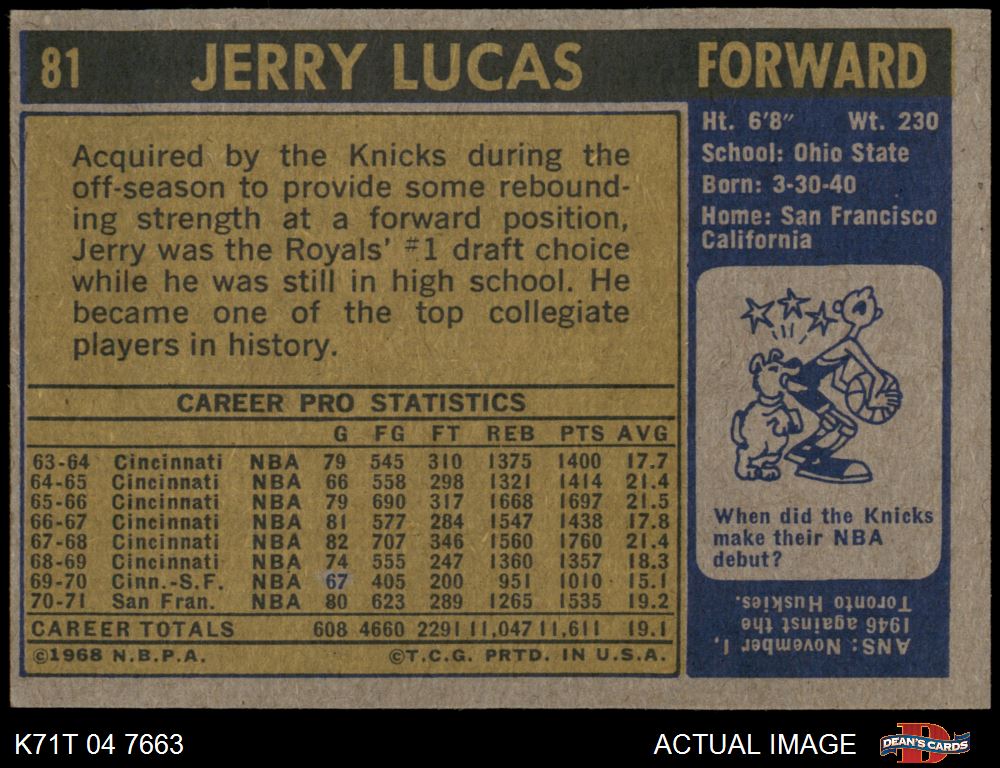 81 JERRY LUCAS FORWARD
Acquired by the Knicks during the
off-season to provide some rebound-
ing strength at a forward position,
Jerry was the Royals' #1 draft choice
while he was still in high school. He
became one of the top collegiate
players in history.
CAREER PRO STATISTICS
G FG FT REB PTS AVG
63-64 Cincinnati NBA 79 545 310 1375 1400 17.7
64-65 Cincinnati NBA 66 558 298 1321 1414 21.4
65-66 Cincinnati NBA 79 690 317 1668 1697 21.5
66-67 Cincinnati NBA 81 577 284 1547 1438 17.8
67-68 Cincinnati NBA 82 707 346 1560 1760 21.4
68-69 Cincinnati NBA 74 555 247 1360 1357 18.3
69-70 Cinn.-S.F. NBA 67 405 200 951 1010 15.1
70-71 San Fran. NBA 80 623 289 1265 1535 19.2
CAREER TOTALS 608 4660 2291 11,047 11,611 19.1
©1968 N.B.P.A. ©T.C.G. PRTD. IN U.S.A.
Ht. 6'8" Wt. 230
School: Ohio State
Born: 3-30-40
Home: San Francisco
California
When did the Knicks
make their NBA
debut?
ANS: November 1,
1946 against the
Toronto Huskies.
K71T 04 7663
ACTUAL IMAGE
DEAN'S CARDS